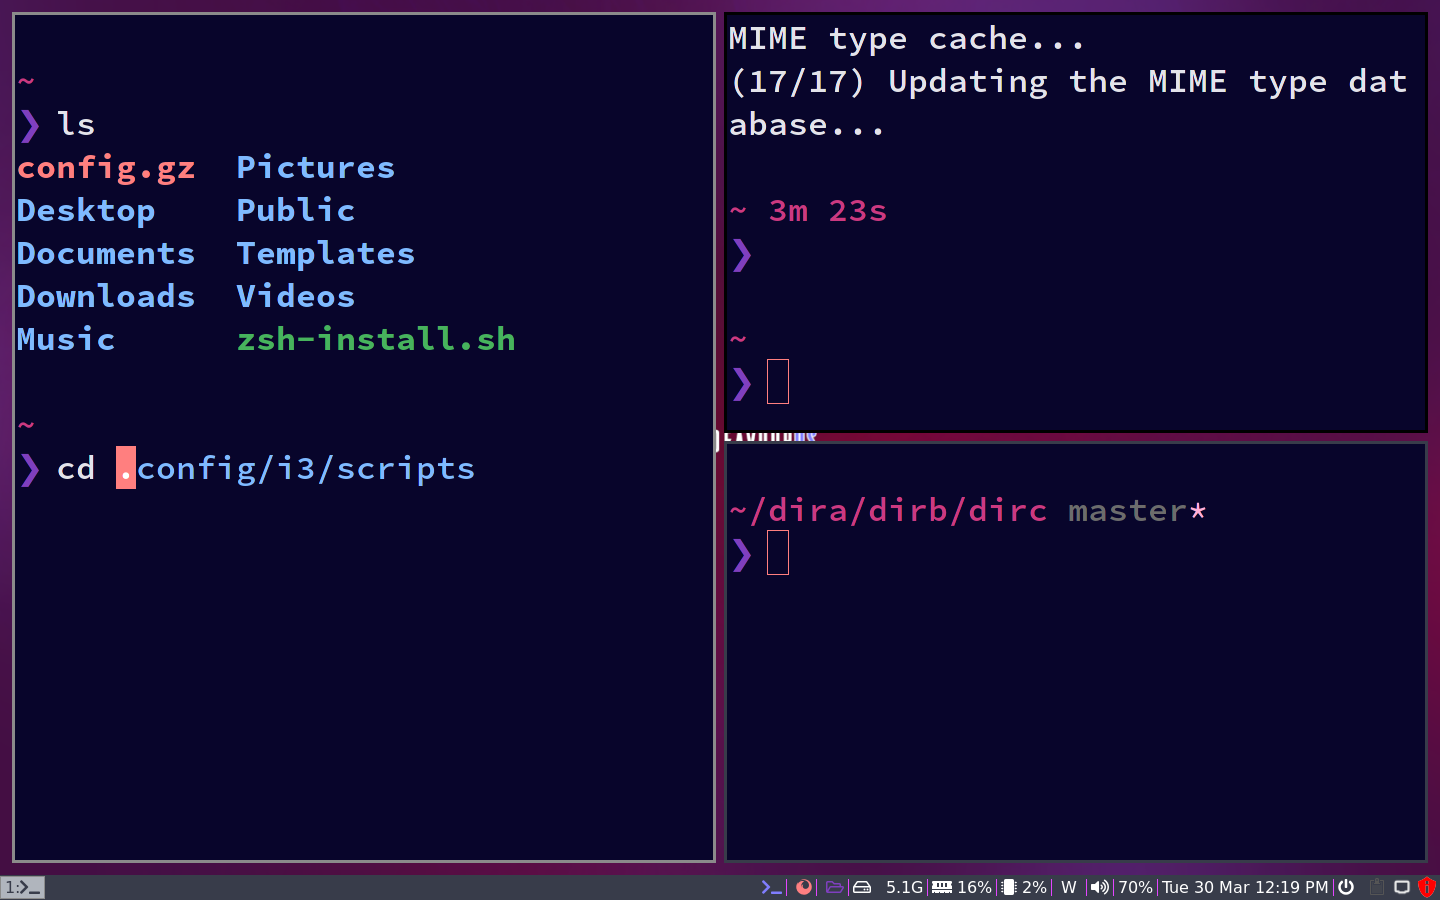 ~
❯ ls
config.gz  Pictures
Desktop    Public
Documents  Templates
Downloads  Videos
Music      zsh-install.sh
~
❯ cd .config/i3/scripts
MIME type cache...
(17/17) Updating the MIME type dat
abase...
~ 3m 23s
❯
~
❯
~/dira/dirb/dirc master*
❯
1:>_ 5.1G 16% 2% W 70% Tue 30 Mar 12:19 PM